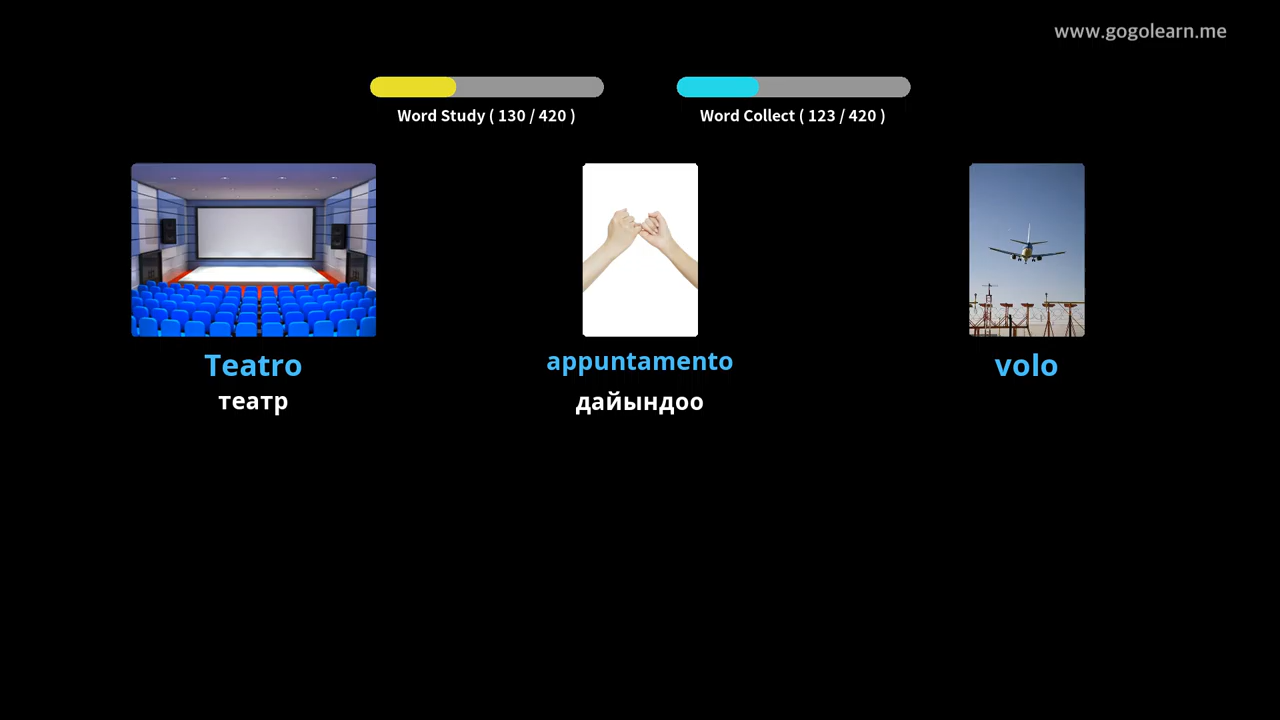 www.gogolearn.me
Word Study ( 130 / 420 )
Word Collect ( 123 / 420 )
Teatro
театр
appuntamento
дайындоо
volo